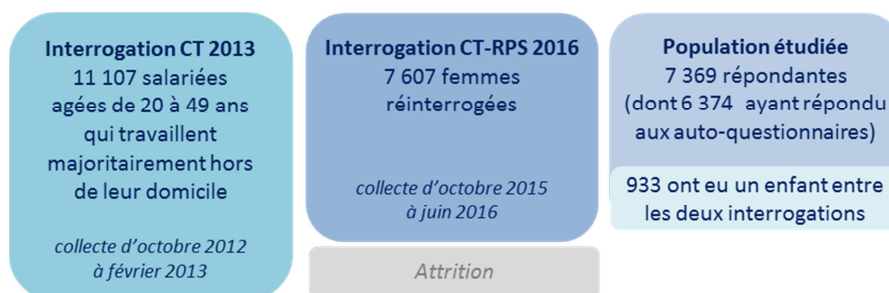 Interrogation CT 2013
11 107 salariées
agées de 20 à 49 ans
qui travaillent
majoritairement hors
de leur domicile
collecte d’octobre 2012
à février 2013
Interrogation CT-RPS 2016
7 607 femmes
réinterrogées
collecte d’octobre 2015
à juin 2016
Attrition
Population étudiée
7 369 répondantes
(dont 6 374 ayant répondu
aux auto-questionnaires)
933 ont eu un enfant entre
les deux interrogations